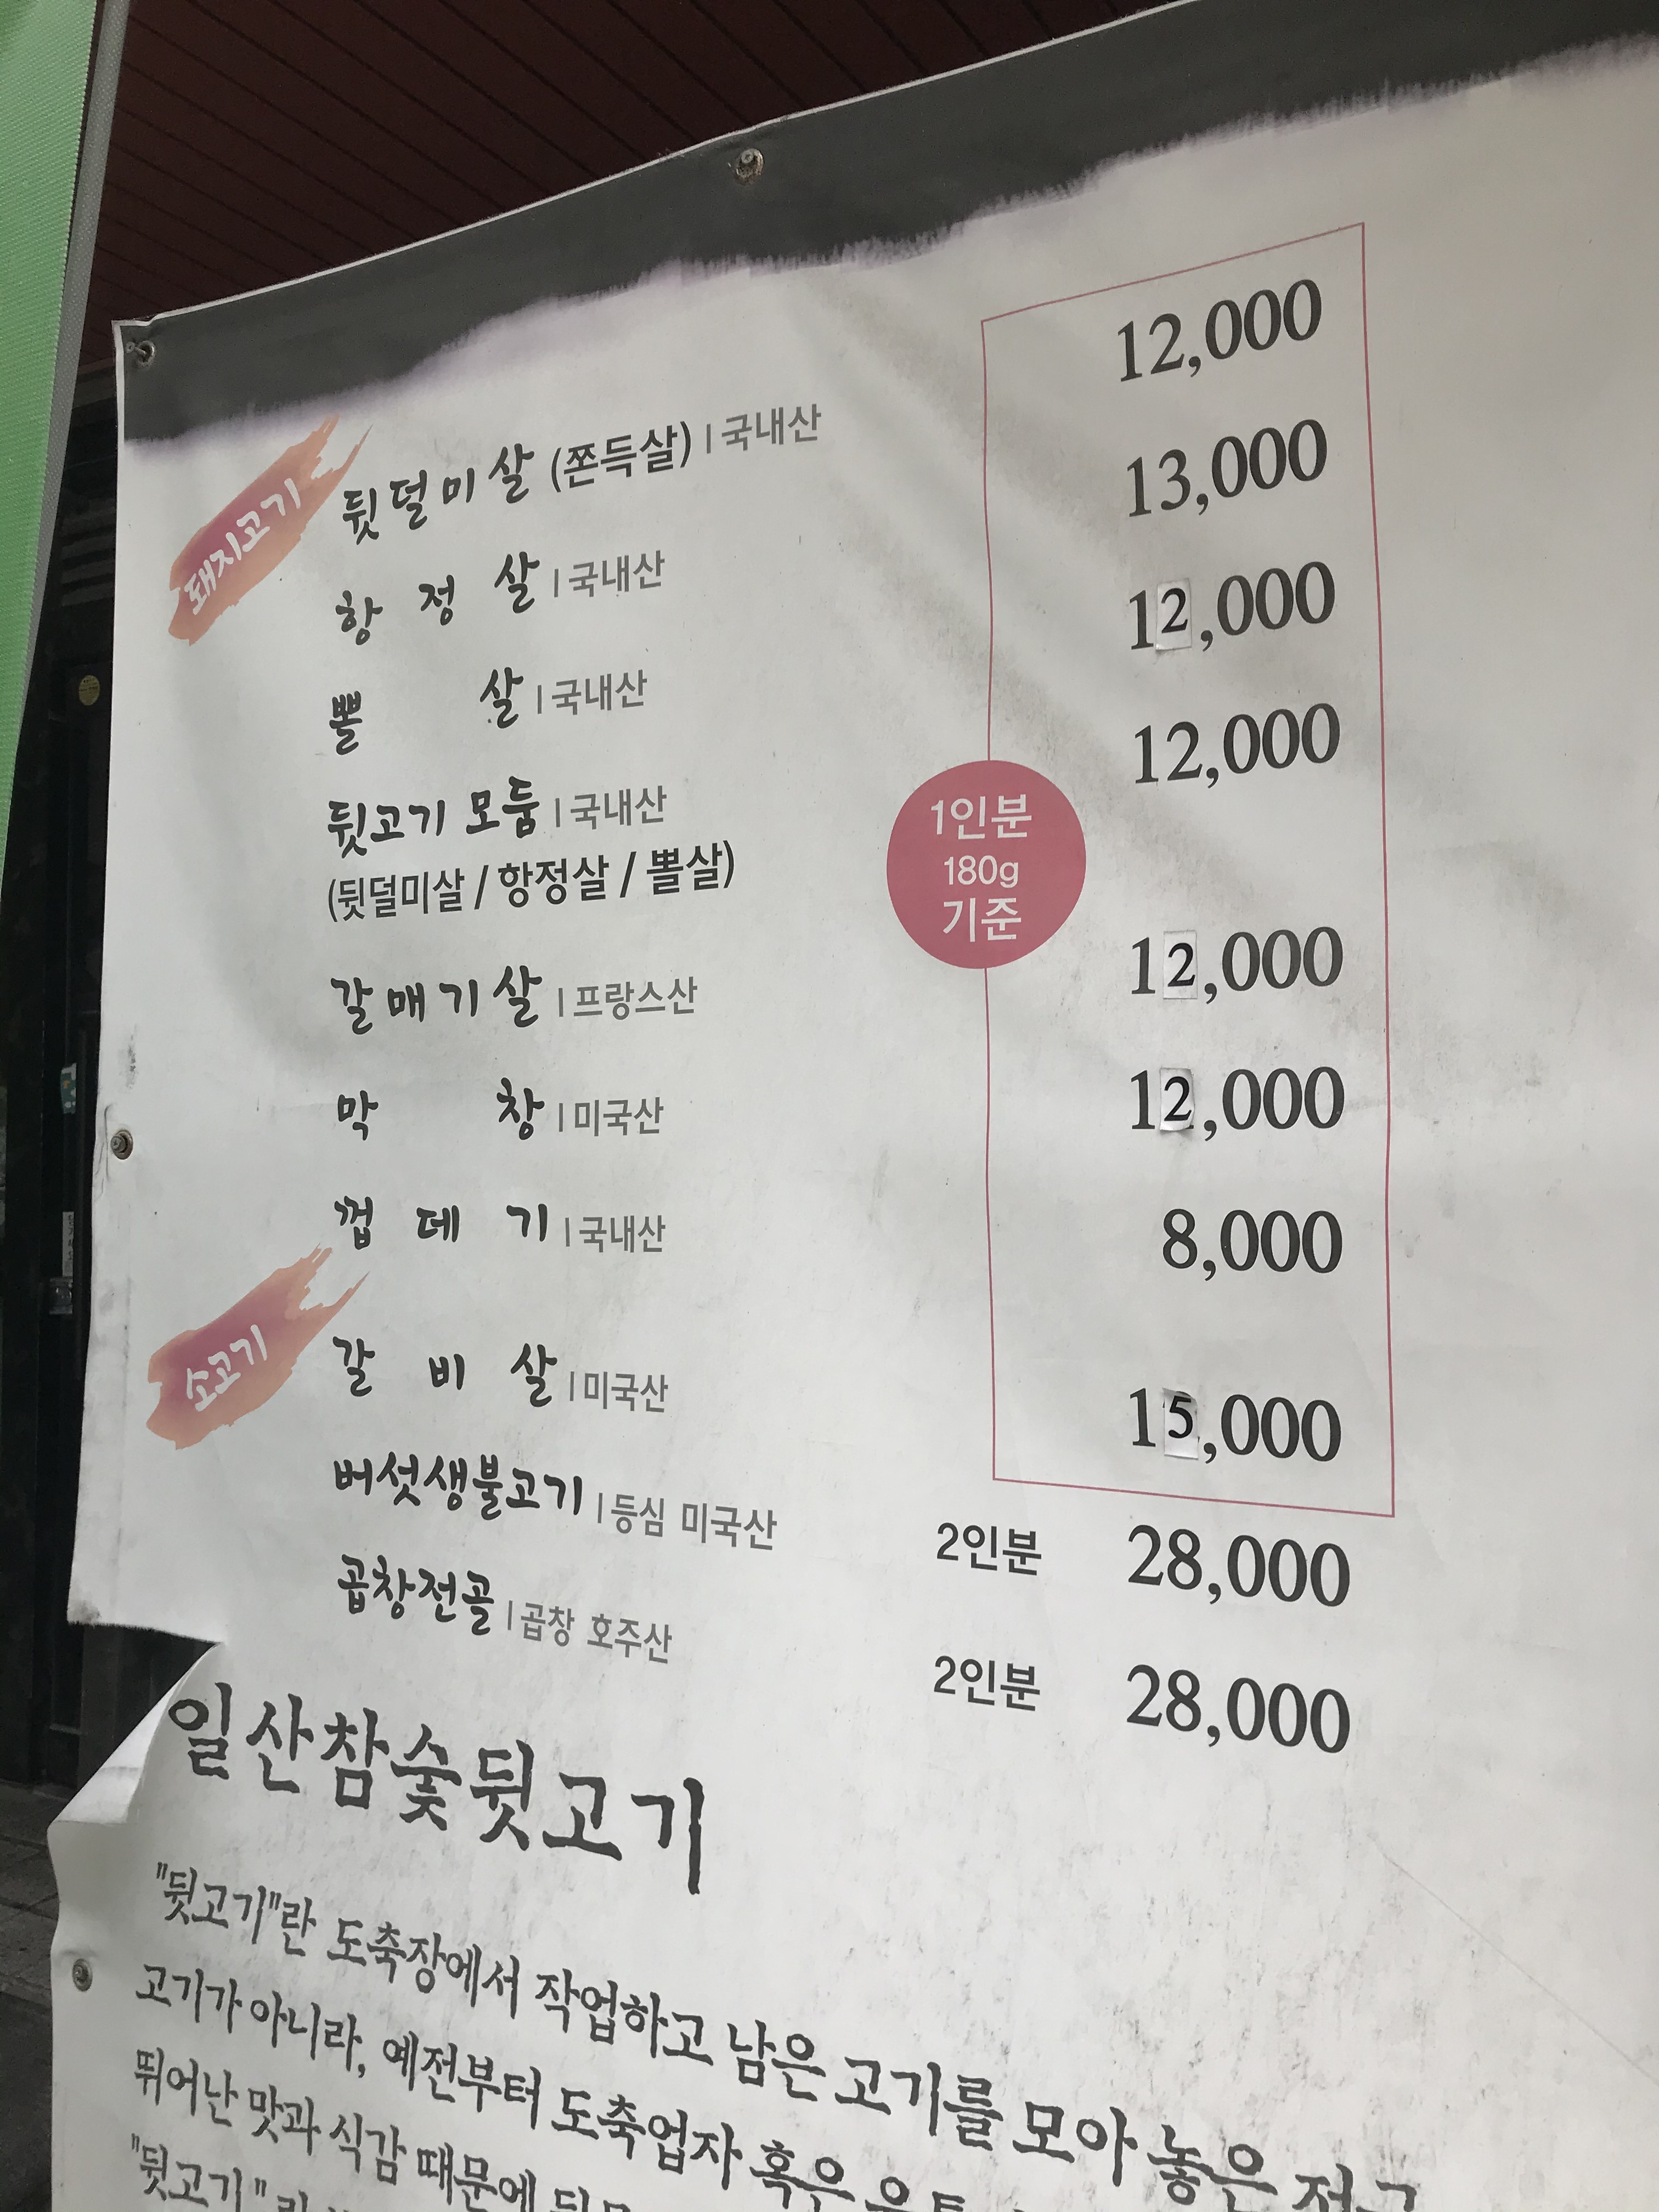 돼지고기
뒷덜미살 (쫀득살) | 국내산 12,000
항정살 | 국내산 13,000
뽈살 | 국내산 12,000
뒷고기 모둠 | 국내산 12,000
(뒷덜미살 / 항정살 / 뽈살)
1인분
180g
기준
갈매기살 | 프랑스산 12,000
막창 | 미국산 12,000
껍데기 | 국내산 8,000
소고기
갈비살 | 미국산 15,000
버섯생불고기 | 등심 미국산 2인분 28,000
곱창전골 | 곱창 호주산 2인분 28,000
일산참숯뒷고기
"뒷고기"란 도축장에서 작업하고 남은 고기를 모아 놓은
고기가 아니라, 예전부터 도축업자 혹은
뛰어난 맛과 식감 때문에
"뒷고기"